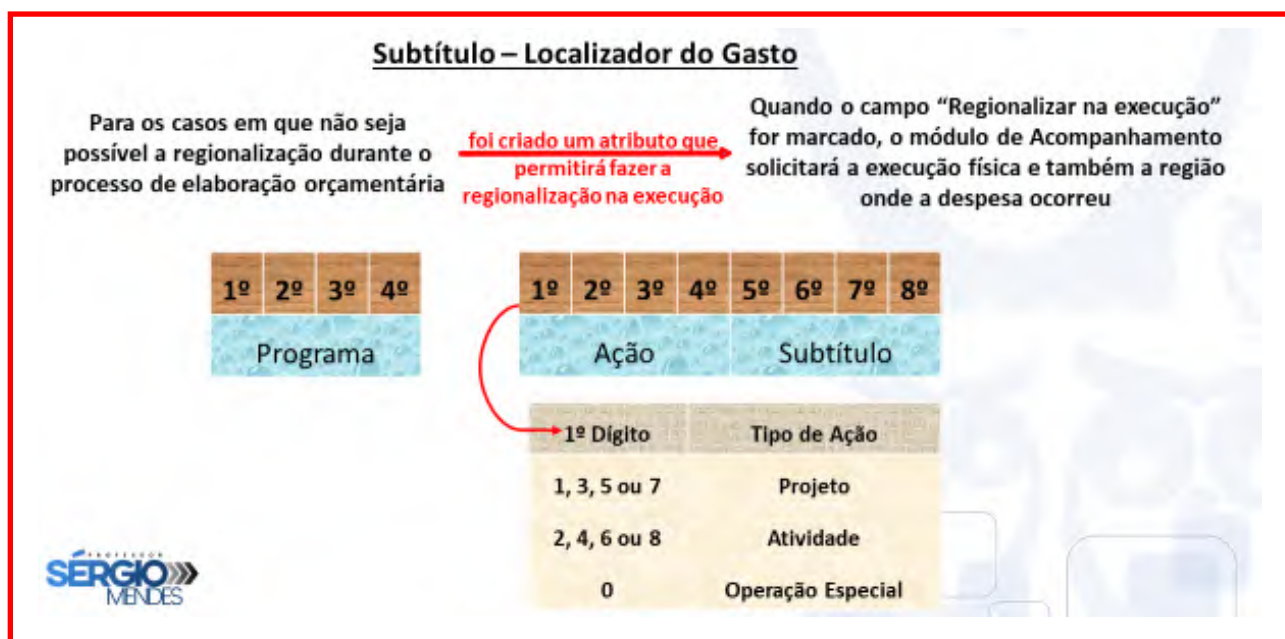 Subtítulo – Localizador do Gasto
Para os casos em que não seja
possível a regionalização durante o
processo de elaboração orçamentária
foi criado um atributo que
permitirá fazer a
regionalização na execução
Quando o campo “Regionalizar na execução”
for marcado, o módulo de Acompanhamento
solicitará a execução física e também a região
onde a despesa ocorreu
1º 2º 3º 4º
Programa
1º 2º 3º 4º 5º 6º 7º 8º
Ação Subtítulo
1º Dígito Tipo de Ação
1, 3, 5 ou 7 Projeto
2, 4, 6 ou 8 Atividade
0 Operação Especial
PROFESSOR
SÉRGIO
MENDES